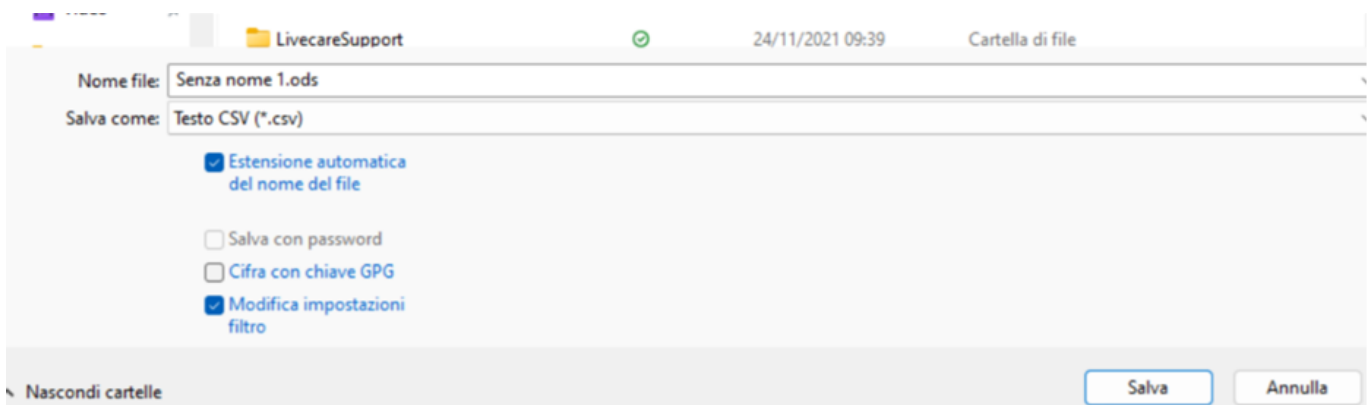 LivecareSupport 24/11/2021 09:39 Cartella di file
Nome file: Senza nome 1.ods
Salva come: Testo CSV (*.csv)
Estensione automatica
del nome del file
Salva con password
Cifra con chiave GPG
Modifica impostazioni
filtro
Nascondi cartelle Salva Annulla